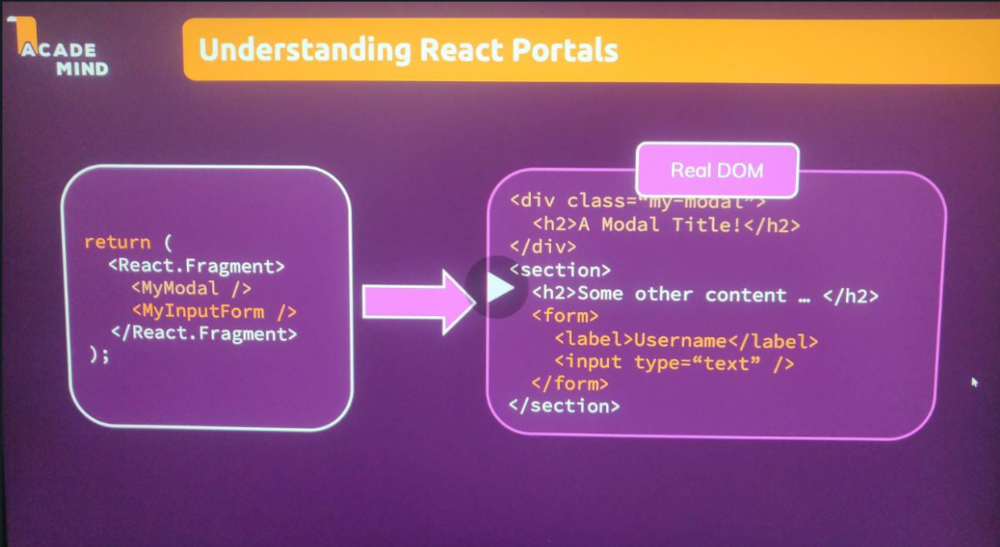 ACADE
MIND
Understanding React Portals
return (
<React.Fragment>
<MyModal />
<MyInputForm />
</React.Fragment>
);
Real DOM
<div class=“my-modal”>
<h2>A Modal Title!</h2>
</div>
<section>
<h2>Some other content … </h2>
<form>
<label>Username</label>
<input type=“text” />
</form>
</section>